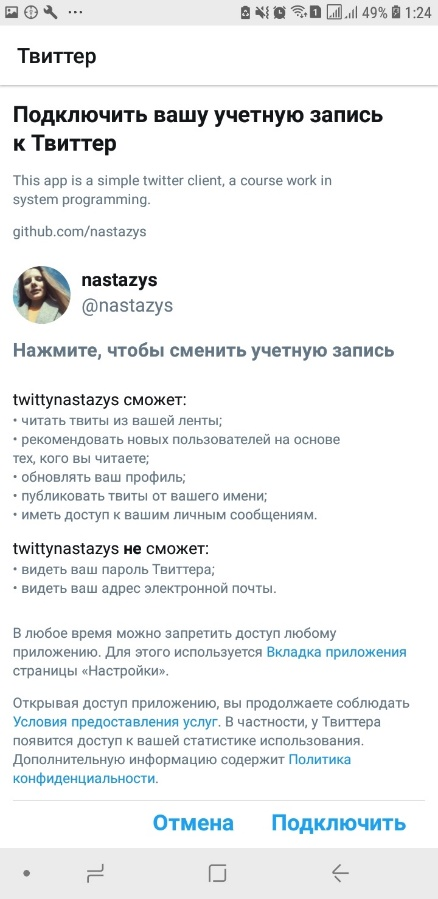 49% 1:24
Твиттер
Подключить вашу учетную запись
к Твиттер
This app is a simple twitter client, a course work in
system programming.
github.com/nastazys
nastazys
@nastazys
Нажмите, чтобы сменить учетную запись
twittynastazys сможет:
• читать твиты из вашей ленты;
• рекомендовать новых пользователей на основе
тех, кого вы читаете;
• обновлять ваш профиль;
• публиковать твиты от вашего имени;
• иметь доступ к вашим личным сообщениям.
twittynastazys не сможет:
• видеть ваш пароль Твиттера;
• видеть ваш адрес электронной почты.
В любое время можно запретить доступ любому
приложению. Для этого используется Вкладка приложения
страницы «Настройки».
Открывая доступ приложению, вы продолжаете соблюдать
Условия предоставления услуг. В частности, у Твиттера
появится доступ к вашей статистике использования.
Дополнительную информацию содержит Политика
конфиденциальности.
Отмена Подключить